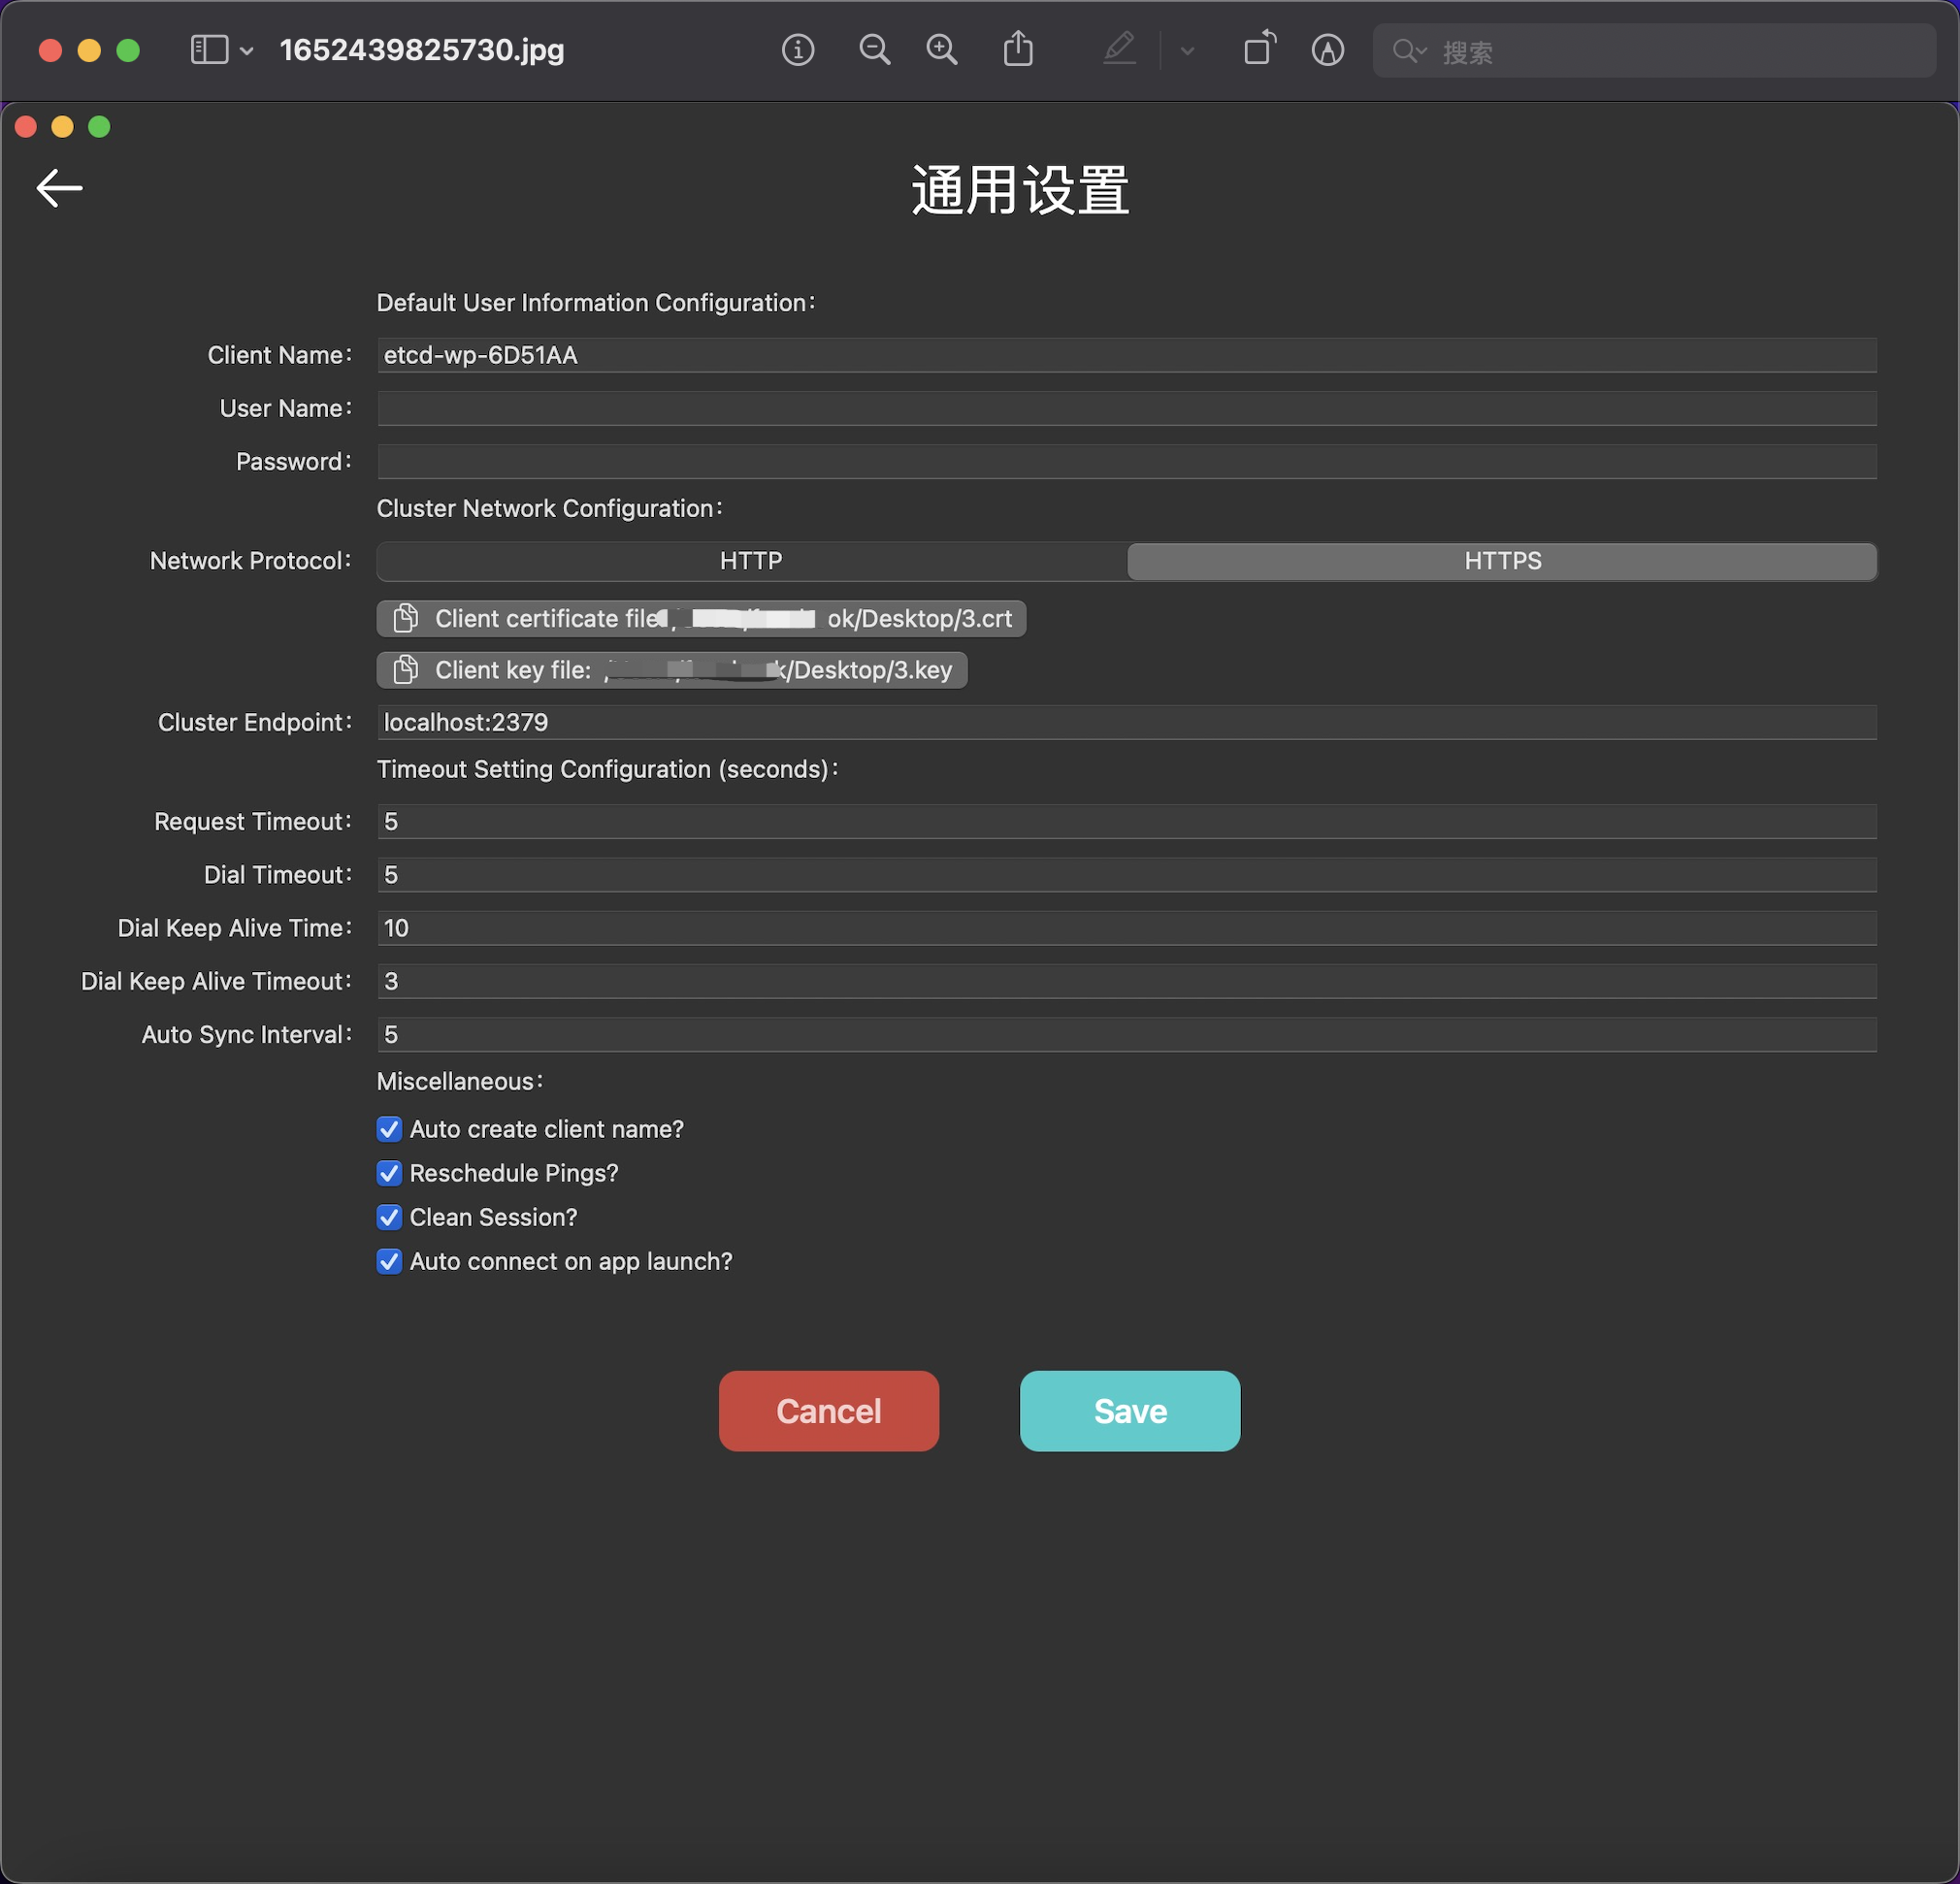 1652439825730.jpg
搜索
通用设置
Default User Information Configuration:
Client Name: etcd-wp-6D51AA
User Name:
Password:
Cluster Network Configuration:
Network Protocol: HTTP HTTPS
Client certificate file ok/Desktop/3.crt
Client key file: k/Desktop/3.key
Cluster Endpoint: localhost:2379
Timeout Setting Configuration (seconds):
Request Timeout: 5
Dial Timeout: 5
Dial Keep Alive Time: 10
Dial Keep Alive Timeout: 3
Auto Sync Interval: 5
Miscellaneous:
Auto create client name?
Reschedule Pings?
Clean Session?
Auto connect on app launch?
Cancel Save